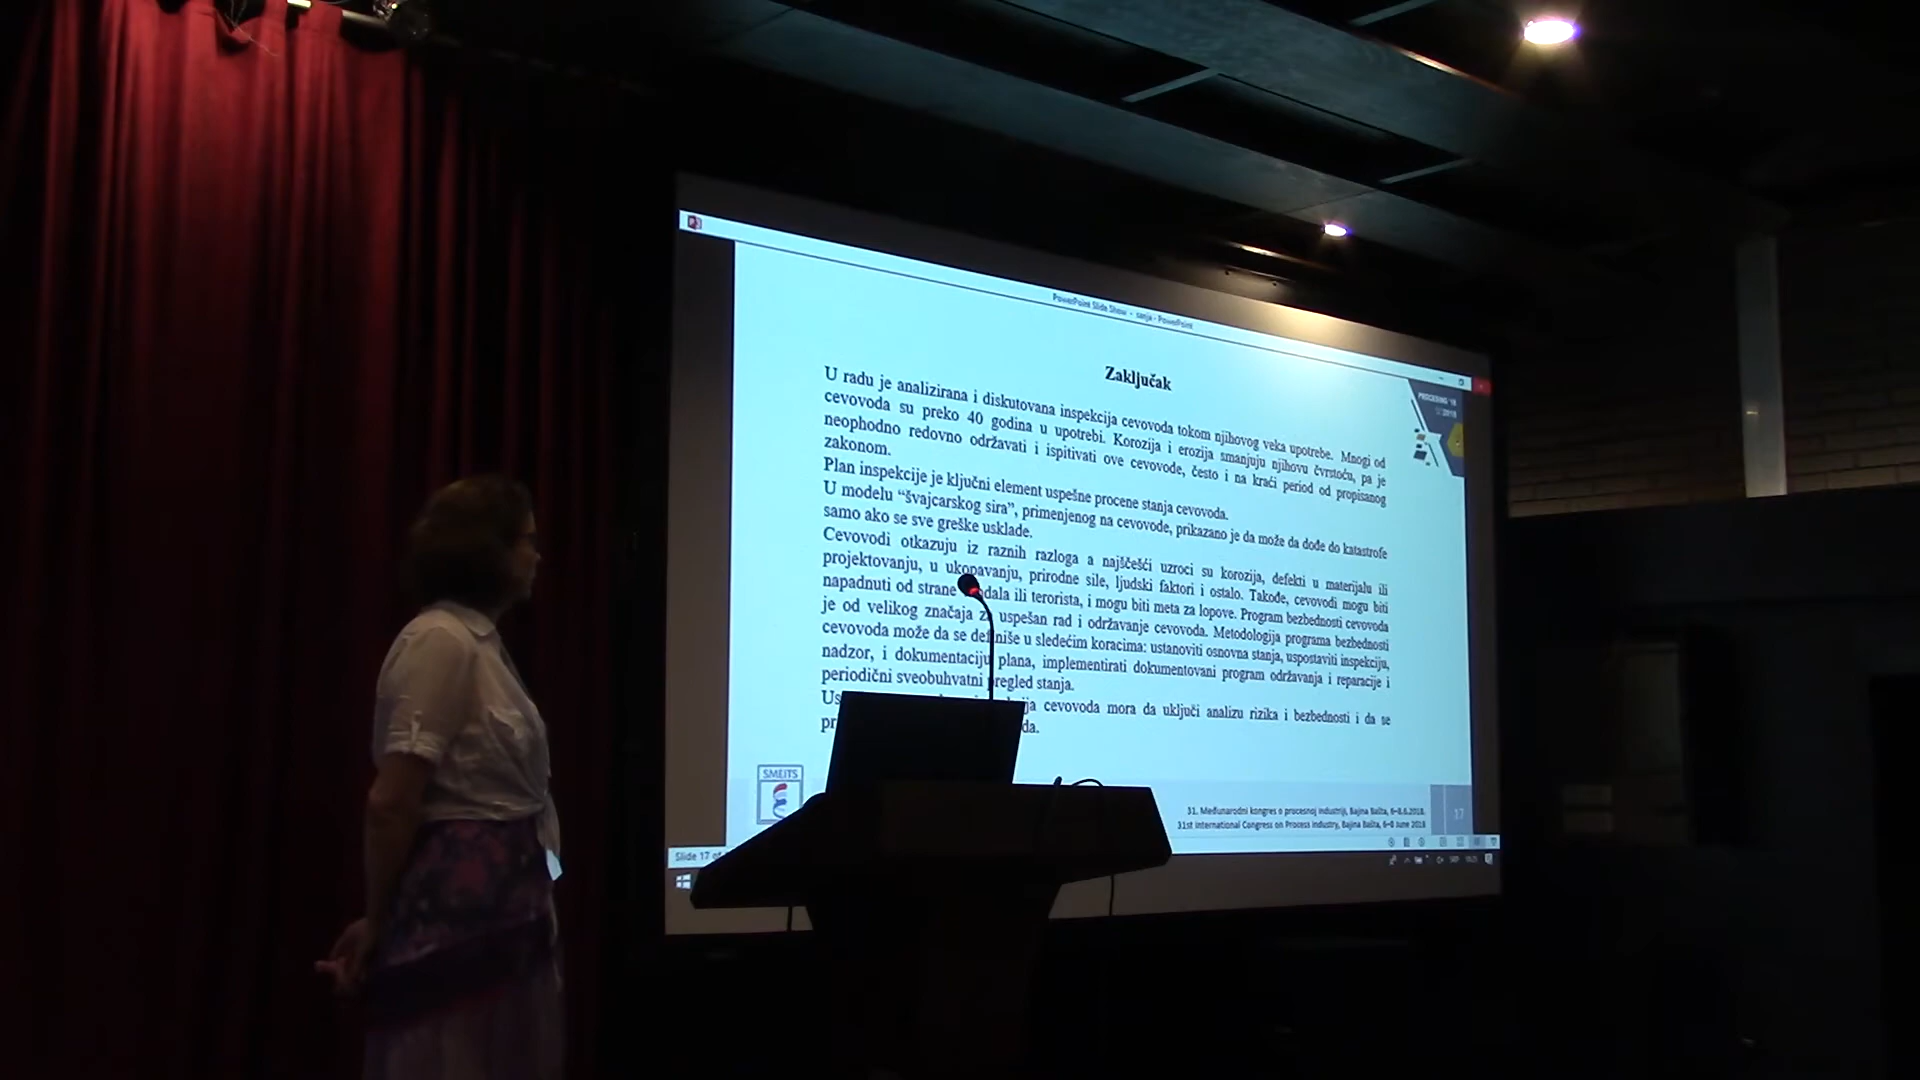 PowerPoint Slide Show - sanja - PowerPoint
Zaključak
U radu je analizirana i diskutovana inspekcija cevovoda tokom njihovog veka upotrebe. Mnogi od
cevovoda su preko 40 godina u upotrebi. Korozija i erozija smanjuju njihovu čvrstoću, pa je
neophodno redovno održavati i ispitivati ove cevovode, često i na kraći period od propisanog
zakonom.
Plan inspekcije je ključni element uspešne procene stanja cevovoda.
U modelu “švajcarskog sira”, primenjenog na cevovode, prikazano je da može da dođe do katastrofe
samo ako se sve greške usklade.
Cevovodi otkazuju iz raznih razloga a najščešći uzroci su korozija, defekti u materijalu ili
projektovanju, u ukopavanju, prirodne sile, ljudski faktori i ostalo. Takođe, cevovodi mogu biti
napadnuti od strane ili terorista, i mogu biti meta za lopove. Program bezbednosti cevovoda
je od velikog značaja za uspešan rad i održavanje cevovoda. Metodologija programa bezbednosti
cevovoda može da se definiše u sledećim koracima: ustanoviti osnovna stanja, uspostaviti inspekciju,
nadzor, i dokumentaciju plana, implementirati dokumentovani program održavanja i reparacije i
periodični sveobuhvatni pregled stanja.
cevovoda mora da uključi analizu rizika i bezbednosti i da se
PROCESING '18
SMEITS
31. Međunarodni kongres o procesnoj industriji, Bajina Bašta, 6–8.6.2018.
31st International Congress on Process Industry, Bajina Bašta, 6–8 June 2018
17
Slide 17 of